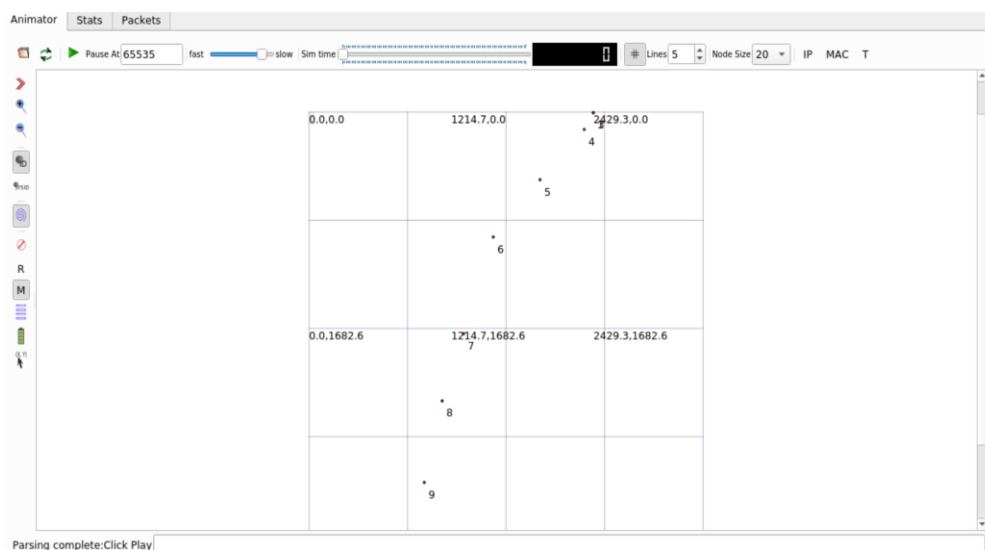 Animator Stats Packets
Pause At 65535 fast slow Sim time 0 # Lines 5 Node Size 20 IP MAC T
0.0,0.0 1214.7,0.0 2429.3,0.0
4
5
6
R
M
0.0,1682.6 1214.7,1682.6 2429.3,1682.6
7
8
9
Parsing complete:Click Play